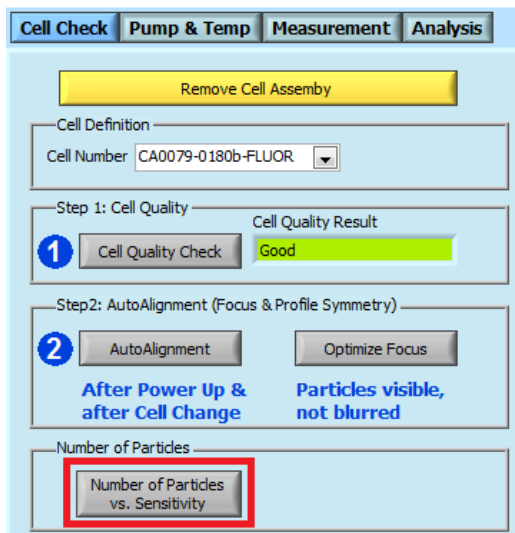 Cell Check Pump & Temp Measurement Analysis
Remove Cell Assemby
Cell Definition
Cell Number CA0079-0180b-FLUOR
Step 1: Cell Quality
Cell Quality Result
1 Cell Quality Check Good
Step2: AutoAlignment (Focus & Profile Symmetry)
2 AutoAlignment Optimize Focus
After Power Up & Particles visible,
after Cell Change not blurred
Number of Particles
Number of Particles
vs. Sensitivity